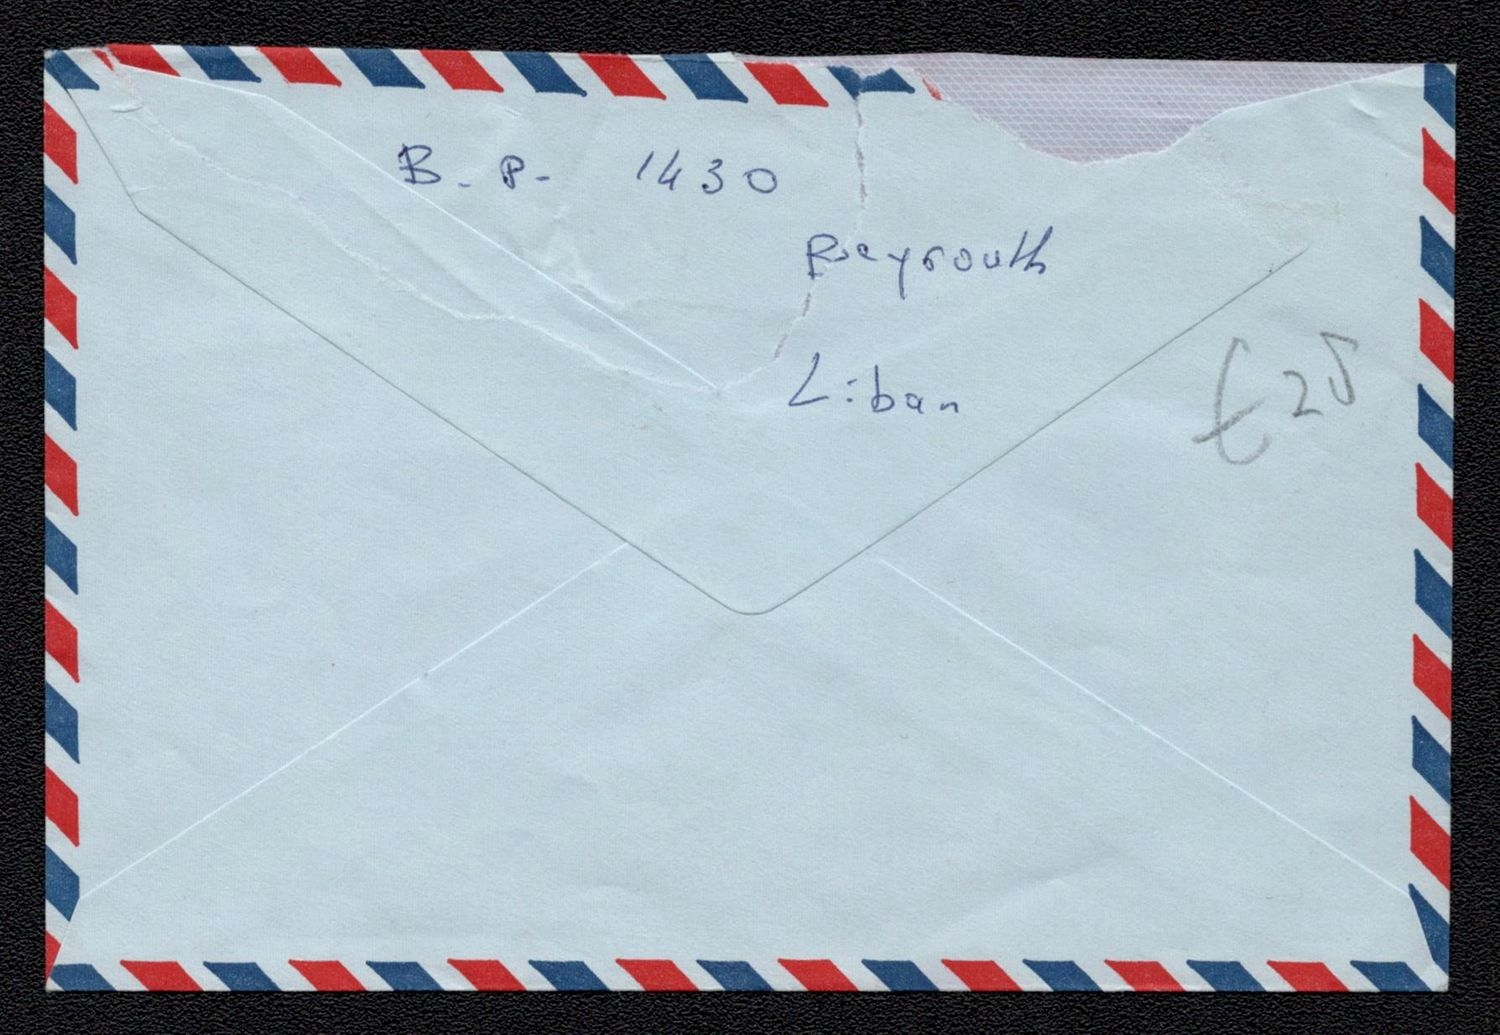 B. P. 1430
Beyrouth
Liban
£25